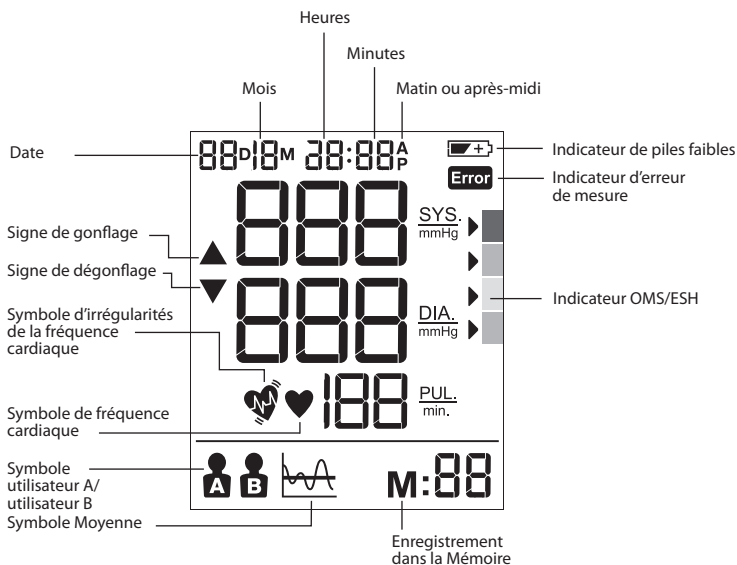 Heures
Minutes
Mois
Matin ou après-midi
Date
88D18M 28:88 A
P
Indicateur de piles faibles
Error
Indicateur d'erreur
de mesure
888
SYS.
mmHg
Signe de gonflage
Signe de dégonflage
888
DIA.
mmHg
Indicateur OMS/ESH
Symbole d'irrégularités
de la fréquence
cardiaque
188
PUL.
min.
Symbole de fréquence
cardiaque
Symbole
utilisateur A/
utilisateur B
A B
M:88
Symbole Moyenne
Enregistrement
dans la Mémoire